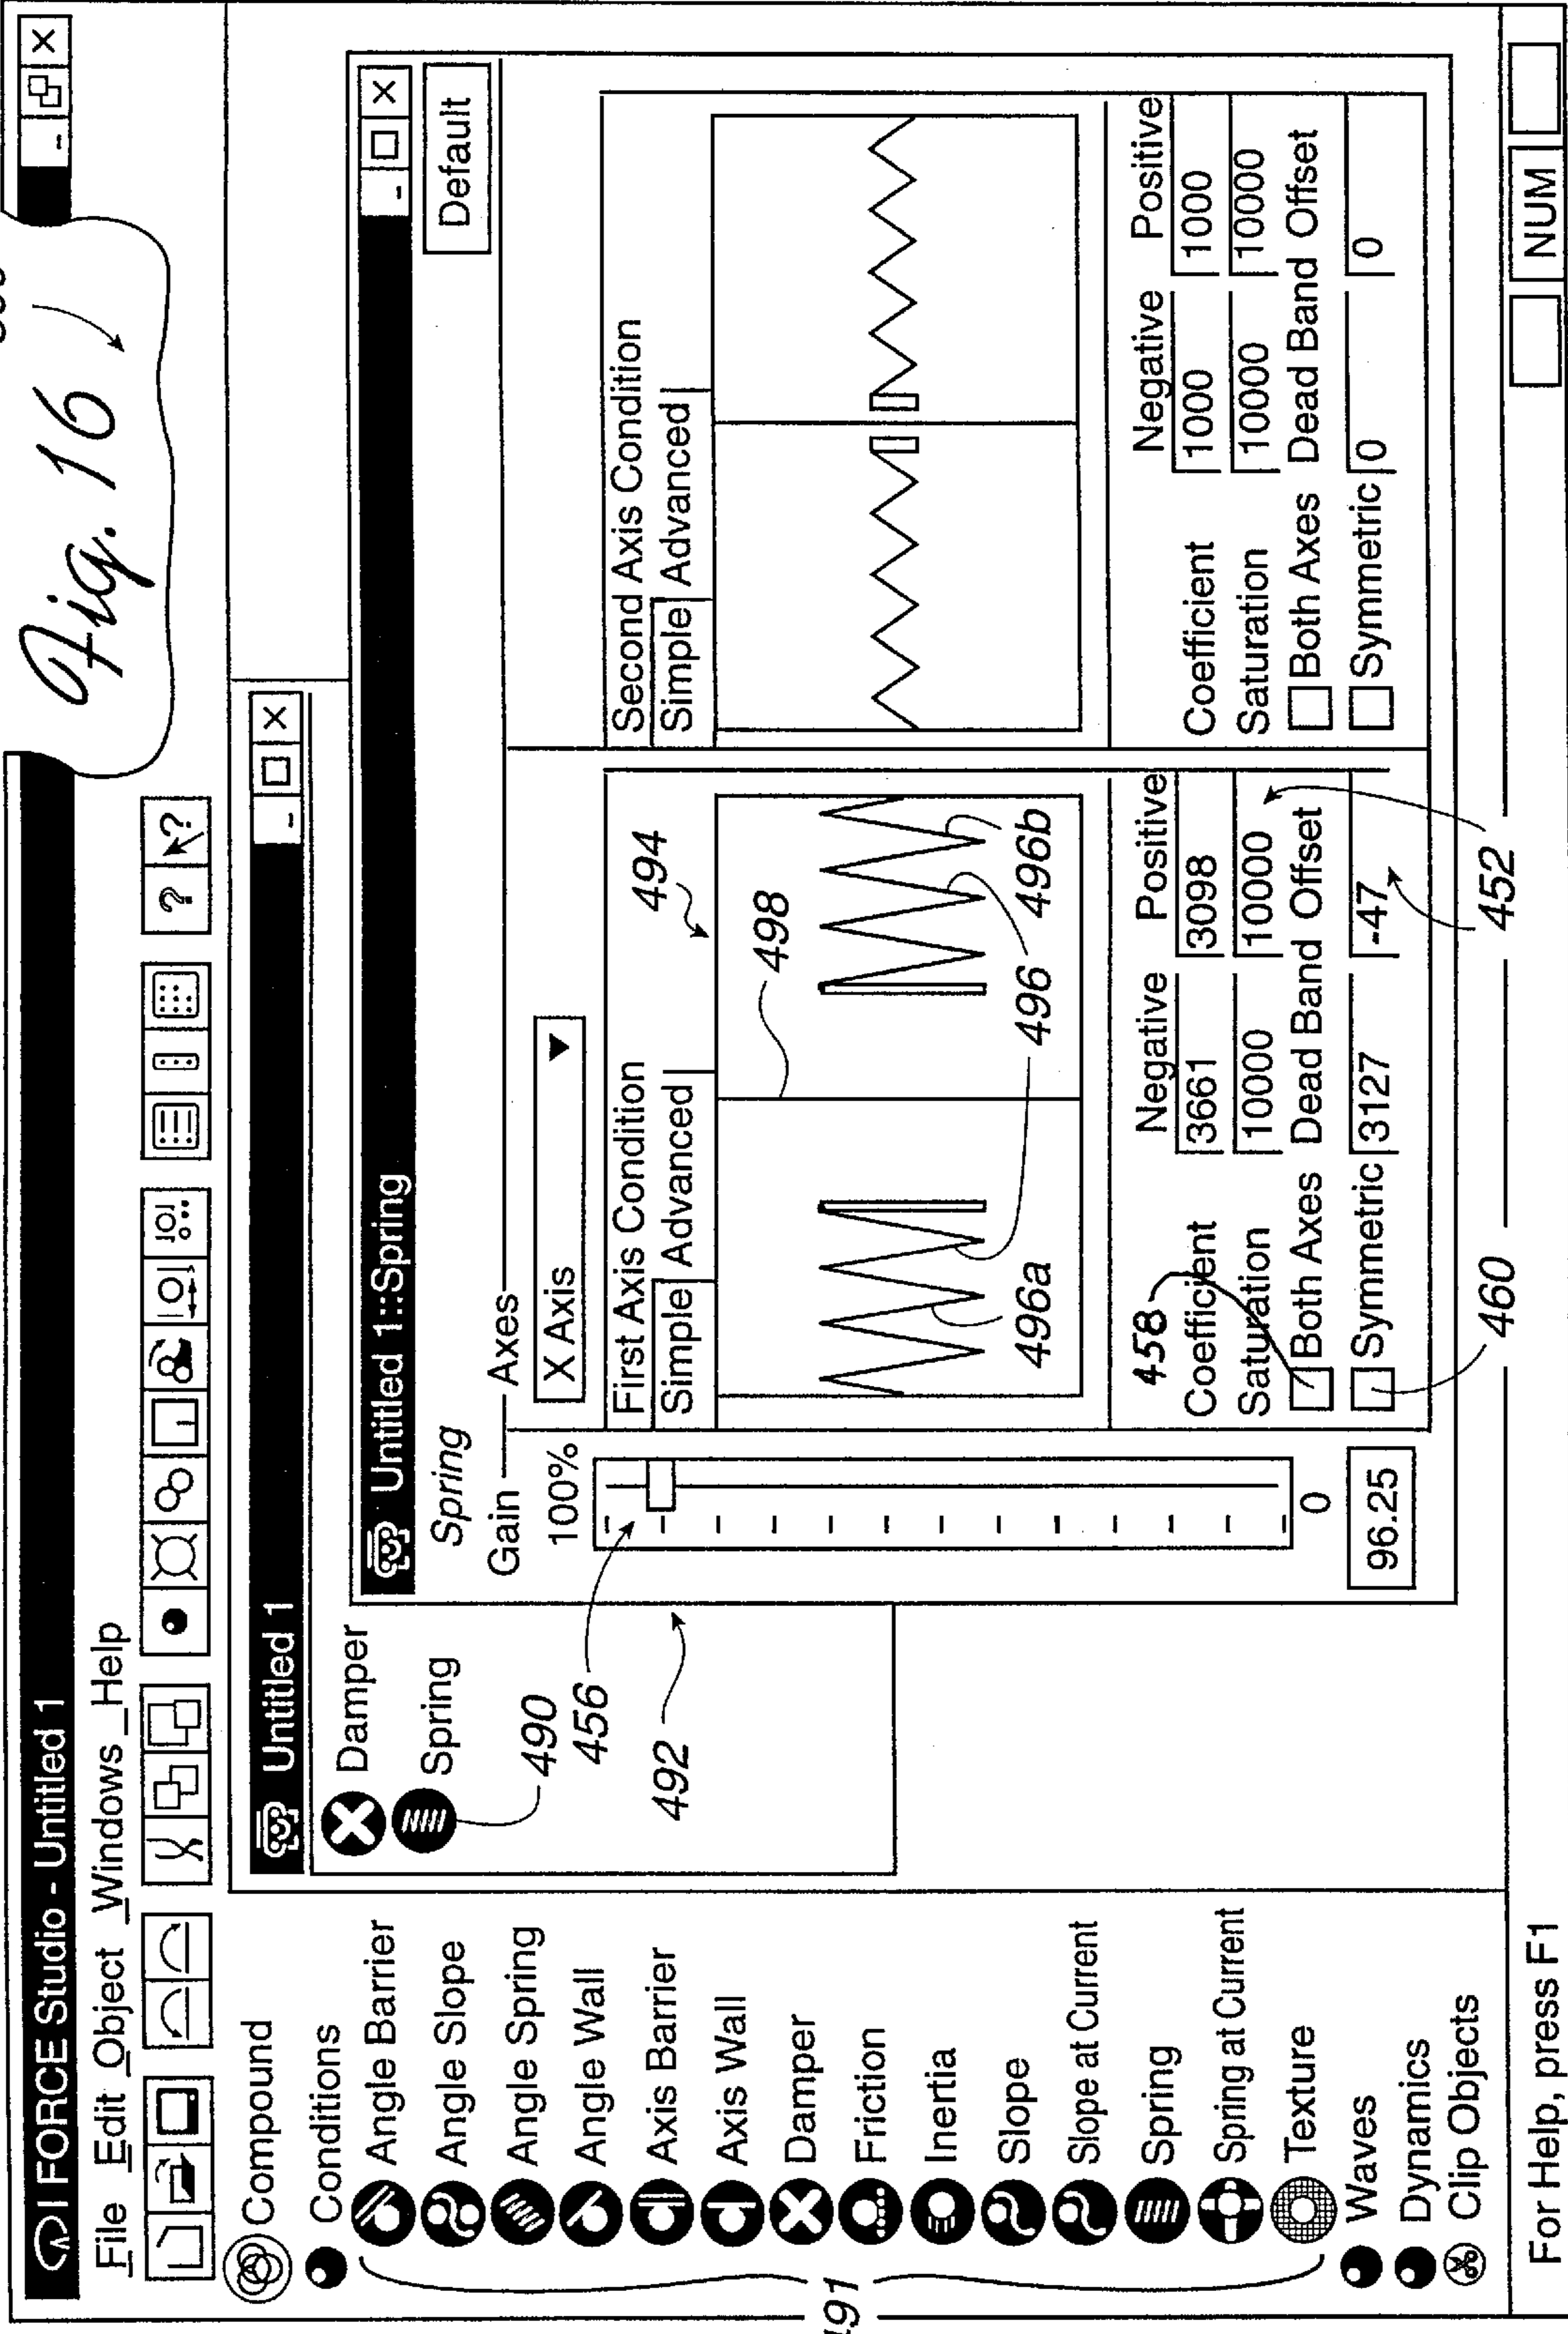 Fig. 16
I FORCE Studio - Untitled 1
File Edit Object Windows Help
? ?
Compound
Conditions
Angle Barrier
Angle Slope
Angle Spring
Angle Wall
Axis Barrier
Axis Wall
Damper
Friction
Inertia
Slope
Slope at Current
Spring
Spring at Current
Texture
Waves
Dynamics
Clip Objects
491
Untitled 1
Damper
Spring
490
456
492
Untitled 1::Spring
Spring
Default
Gain
Axes
100%
0
96.25
X Axis
First Axis Condition
Simple Advanced
494
498
496a
496
496b
458
Negative Positive
Coefficient 3661 3098
Saturation 10000 10000
Both Axes Dead Band Offset
Symmetric 3127 -47
460
452
Second Axis Condition
Simple Advanced
Negative Positive
Coefficient 1000 1000
Saturation 10000 10000
Both Axes Dead Band Offset
Symmetric 0 0
For Help, press F1
NUM